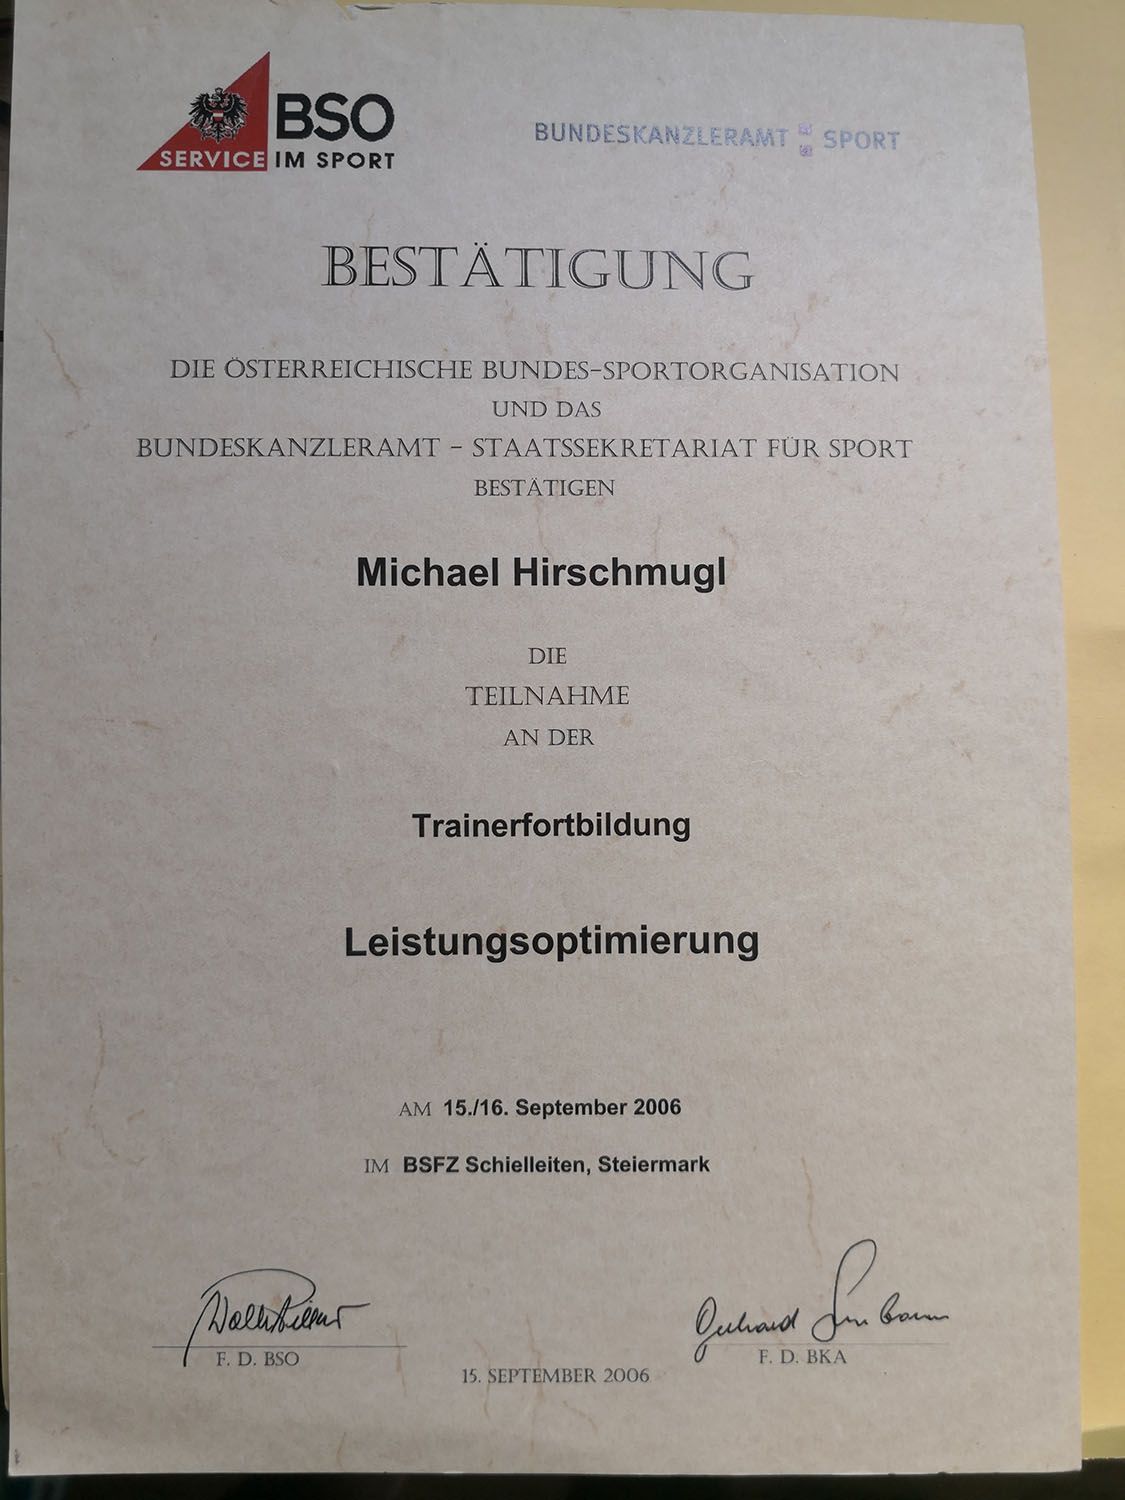 BSO
SERVICE IM SPORT
BUNDESKANZLERAMT SPORT
BESTÄTIGUNG
DIE ÖSTERREICHISCHE BUNDES-SPORTORGANISATION
UND DAS
BUNDESKANZLERAMT – STAATSSEKRETARIAT FÜR SPORT
BESTÄTIGEN
Michael Hirschmugl
DIE
TEILNAHME
AN DER
Trainerfortbildung
Leistungsoptimierung
AM 15./16. September 2006
IM BSFZ Schielleiten, Steiermark
Gerhard
F. D. BSO
F. D. BKA
15. SEPTEMBER 2006